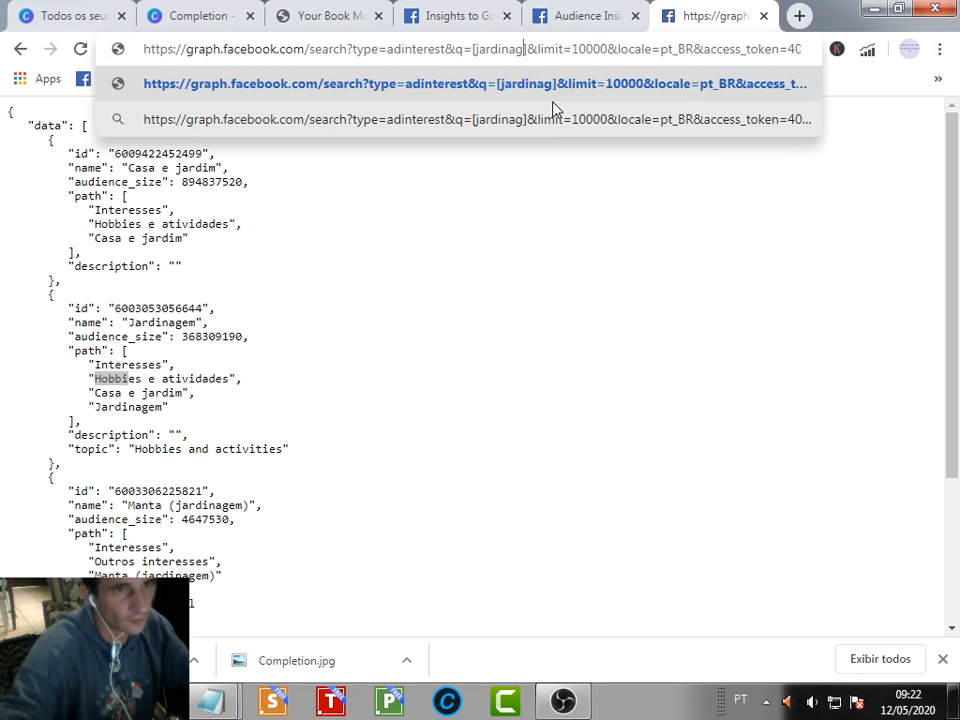 Todos os seu
Completion -
Your Book M
Insights to Go
Audience Insi
https://graph
https://graph.facebook.com/search?type=adinterest&q=[jardinag]&limit=10000&locale=pt_BR&access_token=40
Apps
»
https://graph.facebook.com/search?type=adinterest&q=[jardinag]&limit=10000&locale=pt_BR&access_t...
https://graph.facebook.com/search?type=adinterest&q=[jardinag]&limit=10000&locale=pt_BR&access_token=40...
{
"data": [
{
"id": "6009422452499",
"name": "Casa e jardim",
"audience_size": 894837520,
"path": [
"Interesses",
"Hobbies e atividades",
"Casa e jardim"
],
"description": ""
},
{
"id": "6003053056644",
"name": "Jardinagem",
"audience_size": 368309190,
"path": [
"Interesses",
"Hobbies e atividades",
"Casa e jardim",
"Jardinagem"
],
"description": "",
"topic": "Hobbies and activities"
},
{
"id": "6003306225821",
"name": "Manta (jardinagem)",
"audience_size": 4647530,
"path": [
"Interesses",
"Outros interesses",
"Manta (jardinagem)"
Completion.jpg
Exibir todos
PT
09:22
12/05/2020